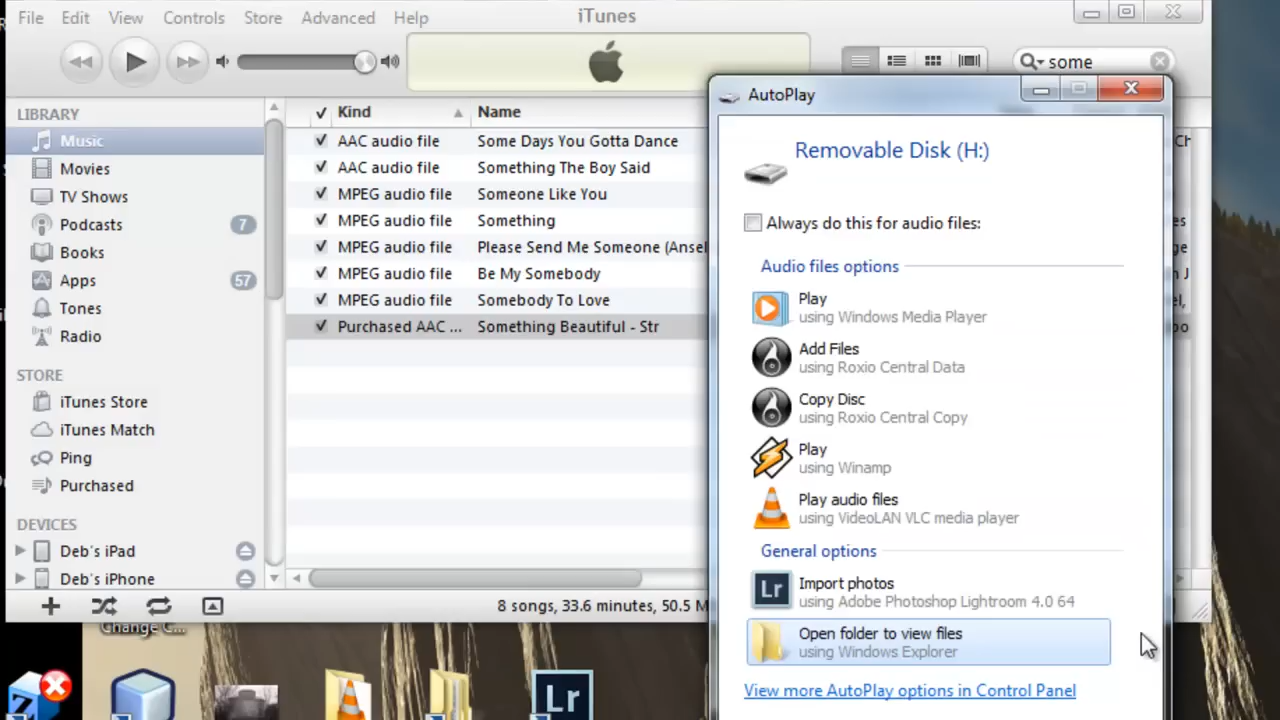 File Edit View Controls Store Advanced Help
iTunes
some
LIBRARY
Music
Movies
TV Shows
Podcasts 7
Books
Apps 57
Tones
Radio
STORE
iTunes Store
iTunes Match
Ping
Purchased
DEVICES
Deb's iPad
Deb's iPhone
Kind Name
AAC audio file Some Days You Gotta Dance
AAC audio file Something The Boy Said
MPEG audio file Someone Like You
MPEG audio file Something
MPEG audio file Please Send Me Someone (Ansel
MPEG audio file Be My Somebody
MPEG audio file Somebody To Love
Purchased AAC ... Something Beautiful - Str
8 songs, 33.6 minutes, 50.5 M
AutoPlay
Removable Disk (H:)
Always do this for audio files:
Audio files options
Play
using Windows Media Player
Add Files
using Roxio Central Data
Copy Disc
using Roxio Central Copy
Play
using Winamp
Play audio files
using VideoLAN VLC media player
General options
Lr
Import photos
using Adobe Photoshop Lightroom 4.0 64
Open folder to view files
using Windows Explorer
View more AutoPlay options in Control Panel
Change C...
Z
Lr